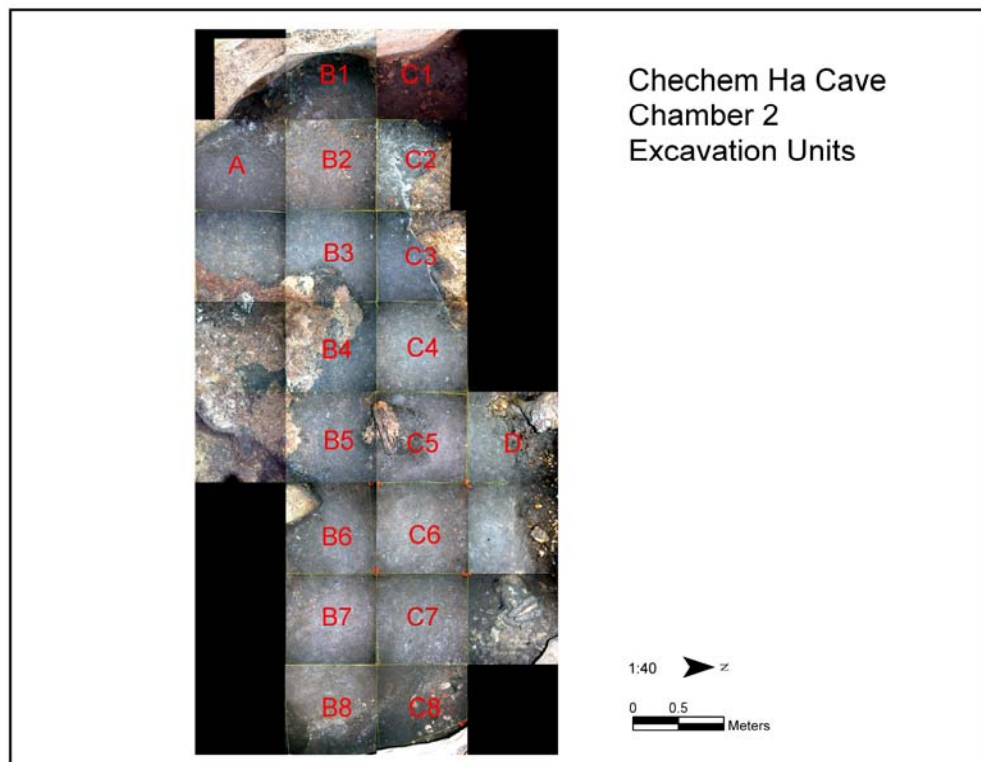 Chechem Ha Cave
Chamber 2
Excavation Units
B1 C1
A B2 C2
B3 C3
B4 C4
B5 C5 D
B6 C6
B7 C7
B8 C8
1:40 N
0 0.5
Meters